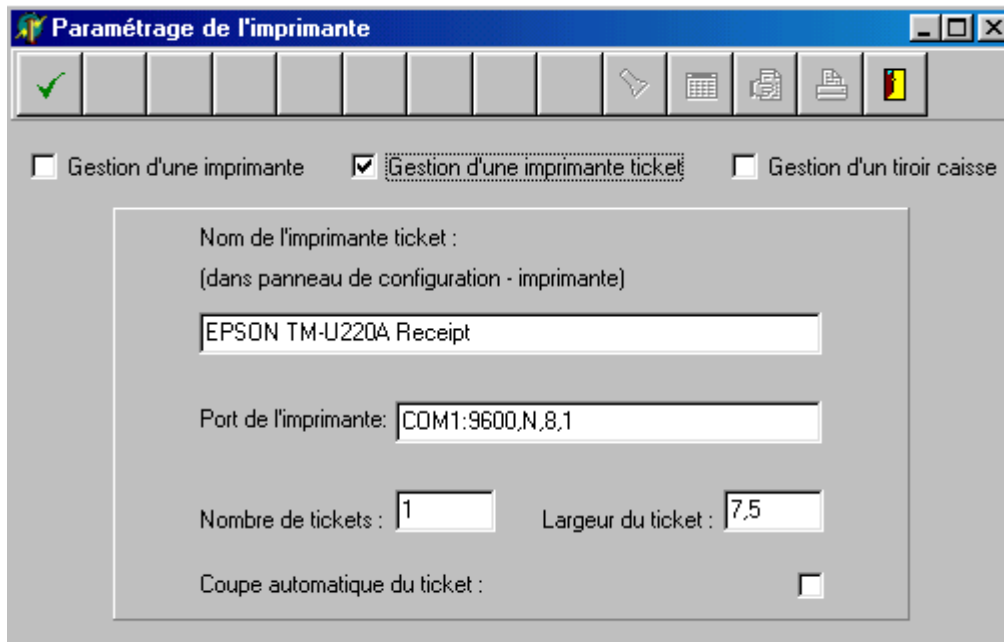 Paramétrage de l'imprimante
Gestion d'une imprimante Gestion d'une imprimante ticket Gestion d'un tiroir caisse
Nom de l'imprimante ticket :
(dans panneau de configuration - imprimante)
EPSON TM-U220A Receipt
Port de l'imprimante: COM1:9600,N,8,1
Nombre de tickets : 1 Largeur du ticket : 7,5
Coupe automatique du ticket :